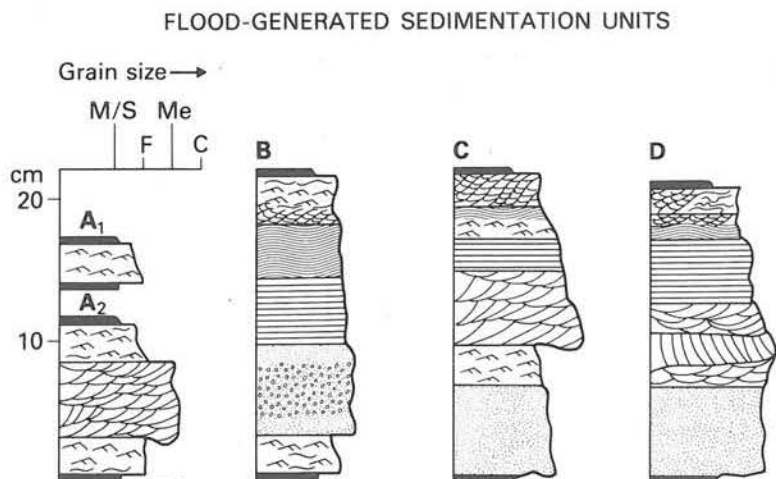 FLOOD-GENERATED SEDIMENTATION UNITS
Grain size →
M/S Me
F C
cm
20
10
A₁
A₂
B
C
D